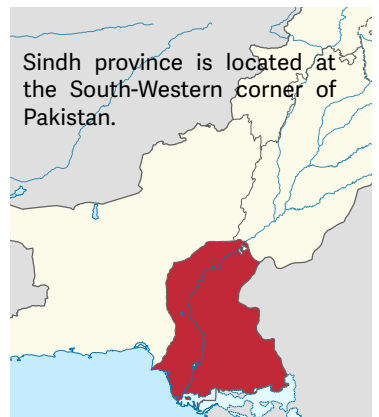 Sindh province is located at
the South-Western corner of
Pakistan.